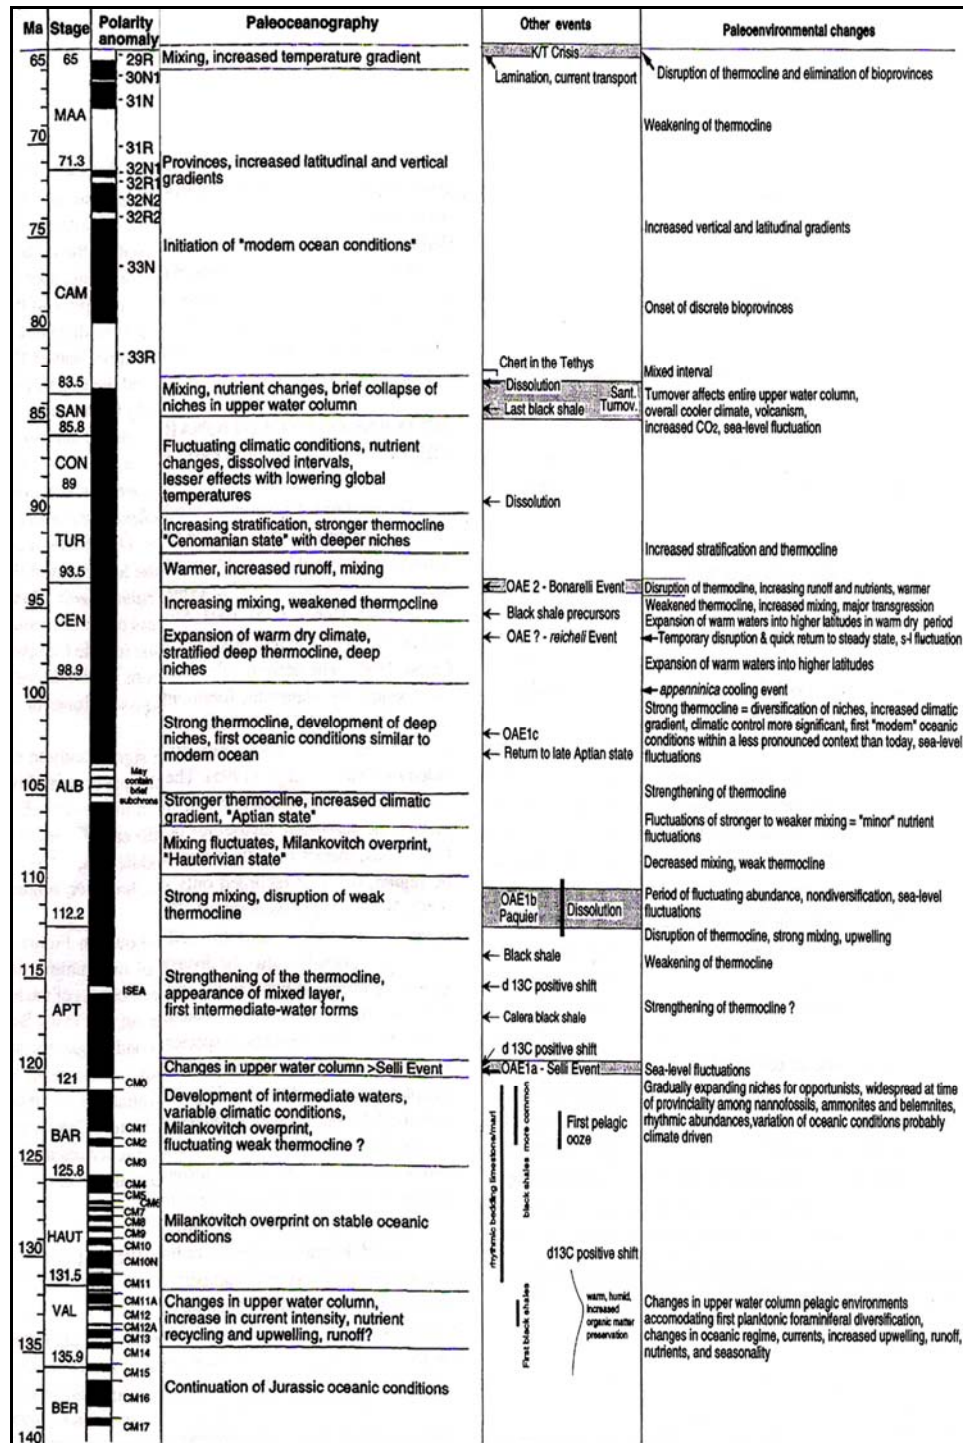 Ma
Stage
Polarity
anomaly
Paleoceanography
Other events
Paleoenvironmental changes
65
70
75
80
85
90
95
100
105
110
115
120
125
130
135
140
65
MAA
71.3
CAM
83.5
SAN
85.8
CON
89
TUR
93.5
CEN
98.9
ALB
112.2
APT
121
BAR
125.8
HAUT
131.5
VAL
135.9
BER
29R
30N1
31N
31R
32N1
32R1
32N2
32R2
33N
33R
May
contain
brief
subchrons
ISEA
CM0
CM1
CM2
CM3
CM4
CM5
CM6
CM7
CM8
CM9
CM10
CM10N
CM11
CM11A
CM12
CM12A
CM13
CM14
CM15
CM16
CM17
Mixing, increased temperature gradient
Provinces, increased latitudinal and vertical
gradients
Initiation of "modern ocean conditions"
Mixing, nutrient changes, brief collapse of
niches in upper water column
Fluctuating climatic conditions, nutrient
changes, dissolved intervals,
lesser effects with lowering global
temperatures
Increasing stratification, stronger thermocline
"Cenomanian state" with deeper niches
Warmer, increased runoff, mixing
Increasing mixing, weakened thermocline
Expansion of warm dry climate,
stratified deep thermocline, deep
niches
Strong thermocline, development of deep
niches, first oceanic conditions similar to
modern ocean
Stronger thermocline, increased climatic
gradient, "Aptian state"
Mixing fluctuates, Milankovitch overprint,
"Hauterivian state"
Strong mixing, disruption of weak
thermocline
Strengthening of the thermocline,
appearance of mixed layer,
first intermediate-water forms
Changes in upper water column >Selli Event
Development of intermediate waters,
variable climatic conditions,
Milankovitch overprint,
fluctuating weak thermocline ?
Milankovitch overprint on stable oceanic
conditions
Changes in upper water column,
increase in current intensity, nutrient
recycling and upwelling, runoff?
Continuation of Jurassic oceanic conditions
K/T Crisis
Lamination, current transport
Chert in the Tethys
Dissolution
Sant.
Turnov.
Last black shale
Dissolution
OAE 2 - Bonarelli Event
Black shale precursors
OAE ? - reicheli Event
OAE1c
Return to late Aptian state
OAE1b
Paquier
Dissolution
Black shale
d 13C positive shift
Calera black shale
d 13C positive shift
OAE1a - Selli Event
rhythmic bedding limestone/marl
black shales more common
First pelagic
ooze
d13C positive shift
First black shales
warm, humid,
increased
organic matter
preservation
Disruption of thermocline and elimination of bioprovinces
Weakening of thermocline
Increased vertical and latitudinal gradients
Onset of discrete bioprovinces
Mixed interval
Turnover affects entire upper water column,
overall cooler climate, volcanism,
increased CO2, sea-level fluctuation
Increased stratification and thermocline
Disruption of thermocline, increasing runoff and nutrients, warmer
Weakened thermocline, increased mixing, major transgression
Expansion of warm waters into higher latitudes in warm dry period
Temporary disruption & quick return to steady state, s-l fluctuation
Expansion of warm waters into higher latitudes
appenninica cooling event
Strong thermocline = diversification of niches, increased climatic
gradient, climatic control more significant, first "modern" oceanic
conditions within a less pronounced context than today, sea-level
fluctuations
Strengthening of thermocline
Fluctuations of stronger to weaker mixing = "minor" nutrient
fluctuations
Decreased mixing, weak thermocline
Period of fluctuating abundance, nondiversification, sea-level
fluctuations
Disruption of thermocline, strong mixing, upwelling
Weakening of thermocline
Strengthening of thermocline ?
Sea-level fluctuations
Gradually expanding niches for opportunists, widespread at time
of provinciality among nannofossils, ammonites and belemnites,
rhythmic abundances,variation of oceanic conditions probably
climate driven
Changes in upper water column pelagic environments
accomodating first planktonic foraminiferal diversification,
changes in oceanic regime, currents, increased upwelling, runoff,
nutrients, and seasonality